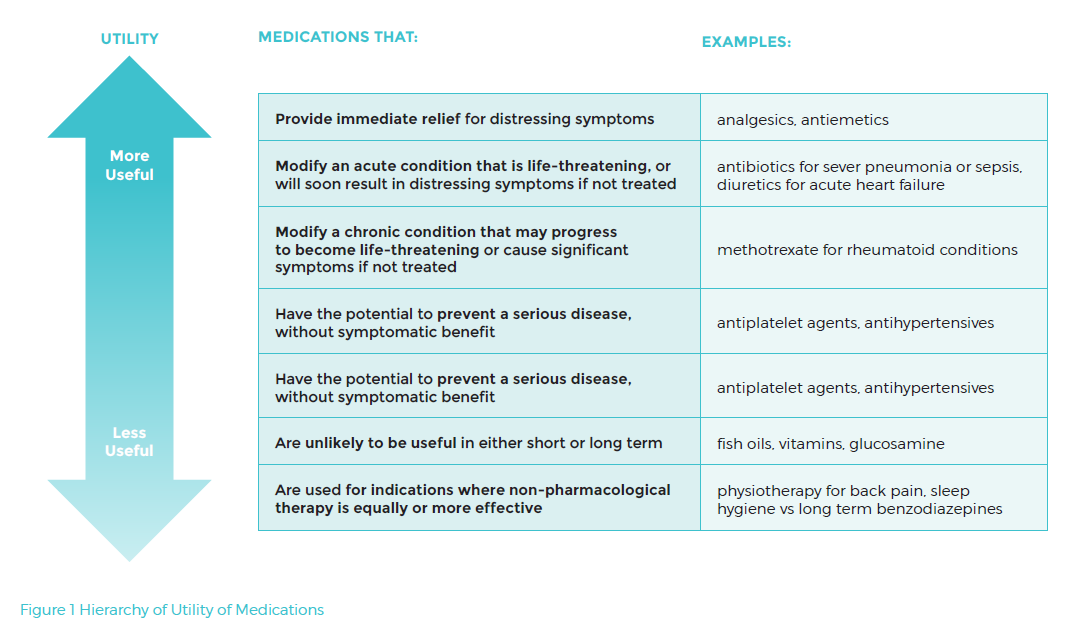 UTILITY
MEDICATIONS THAT:
EXAMPLES:
More
Useful
Less
Useful
Provide immediate relief for distressing symptoms
analgesics, antiemetics
Modify an acute condition that is life-threatening, or
will soon result in distressing symptoms if not treated
antibiotics for sever pneumonia or sepsis,
diuretics for acute heart failure
Modify a chronic condition that may progress
to become life-threatening or cause significant
symptoms if not treated
methotrexate for rheumatoid conditions
Have the potential to prevent a serious disease,
without symptomatic benefit
antiplatelet agents, antihypertensives
Have the potential to prevent a serious disease,
without symptomatic benefit
antiplatelet agents, antihypertensives
Are unlikely to be useful in either short or long term
fish oils, vitamins, glucosamine
Are used for indications where non-pharmacological
therapy is equally or more effective
physiotherapy for back pain, sleep
hygiene vs long term benzodiazepines
Figure 1 Hierarchy of Utility of Medications